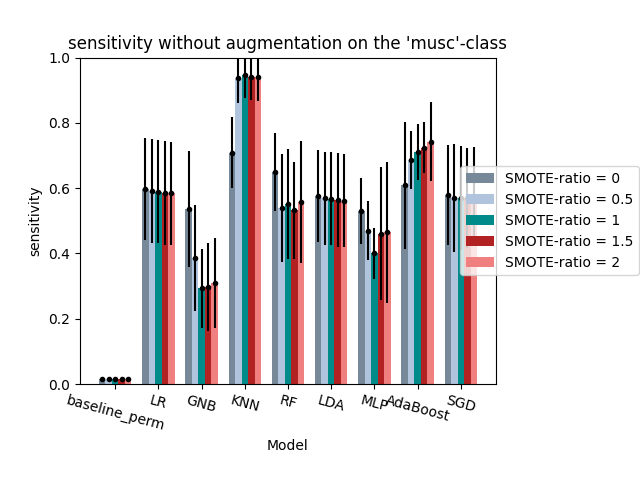 sensitivity without augmentation on the 'musc'-class
1.0
0.8
0.6
0.4
0.2
0.0
sensitivity
SMOTE-ratio = 0
SMOTE-ratio = 0.5
SMOTE-ratio = 1
SMOTE-ratio = 1.5
SMOTE-ratio = 2
baseline_perm
LR
GNB
KNN
RF
LDA
MLP
AdaBoost
SGD
Model